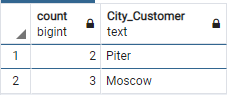 count City_Customer
bigint text
1 2 Piter
2 3 Moscow